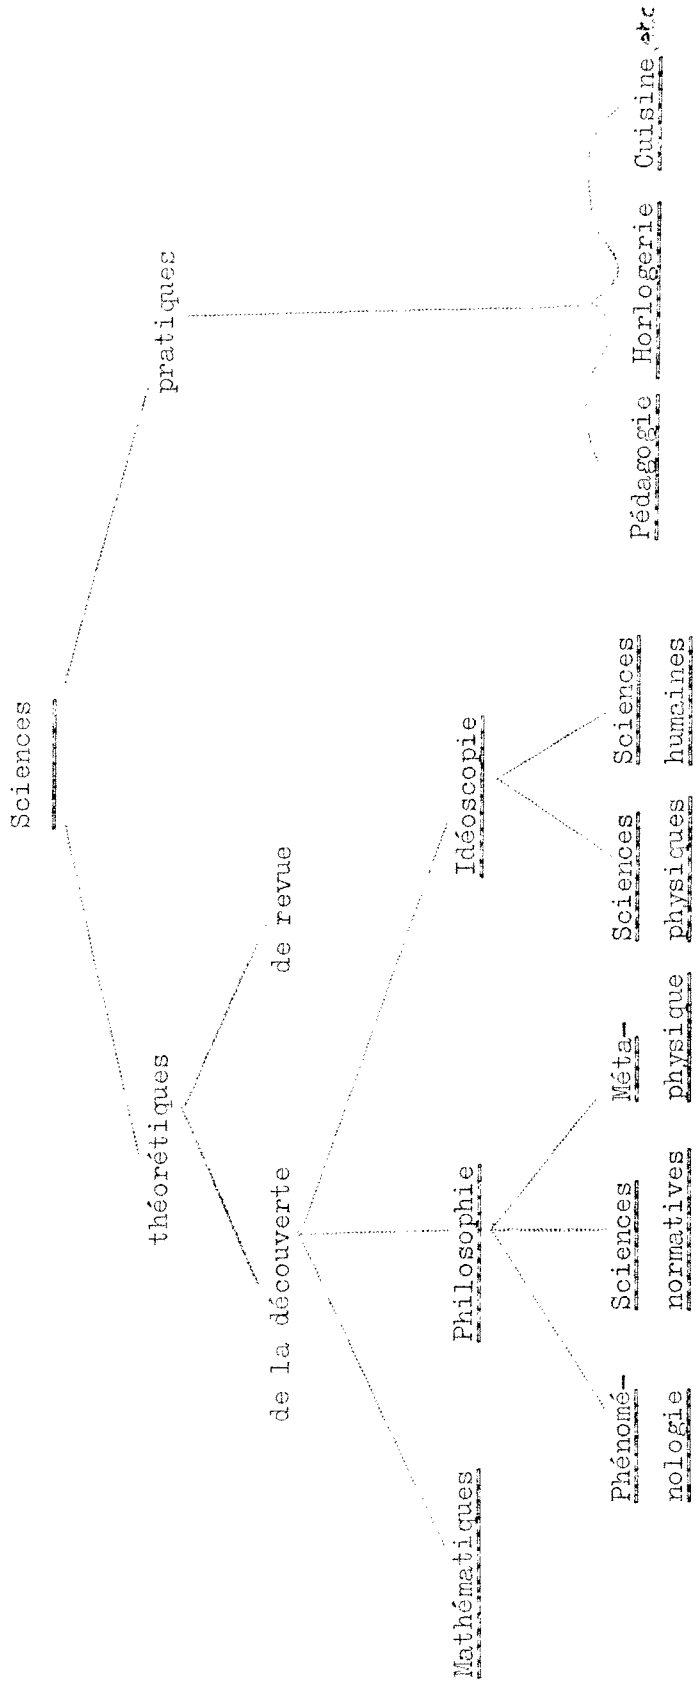 Sciences
théorétiques
pratiques
de la découverte
de revue
Mathématiques
Philosophie
Idéoscopie
Phénomé-
nologie
Sciences
normatives
Méta-
physique
Sciences
physiques
Sciences
humaines
Pédagogie
Horlogerie
Cuisine, etc